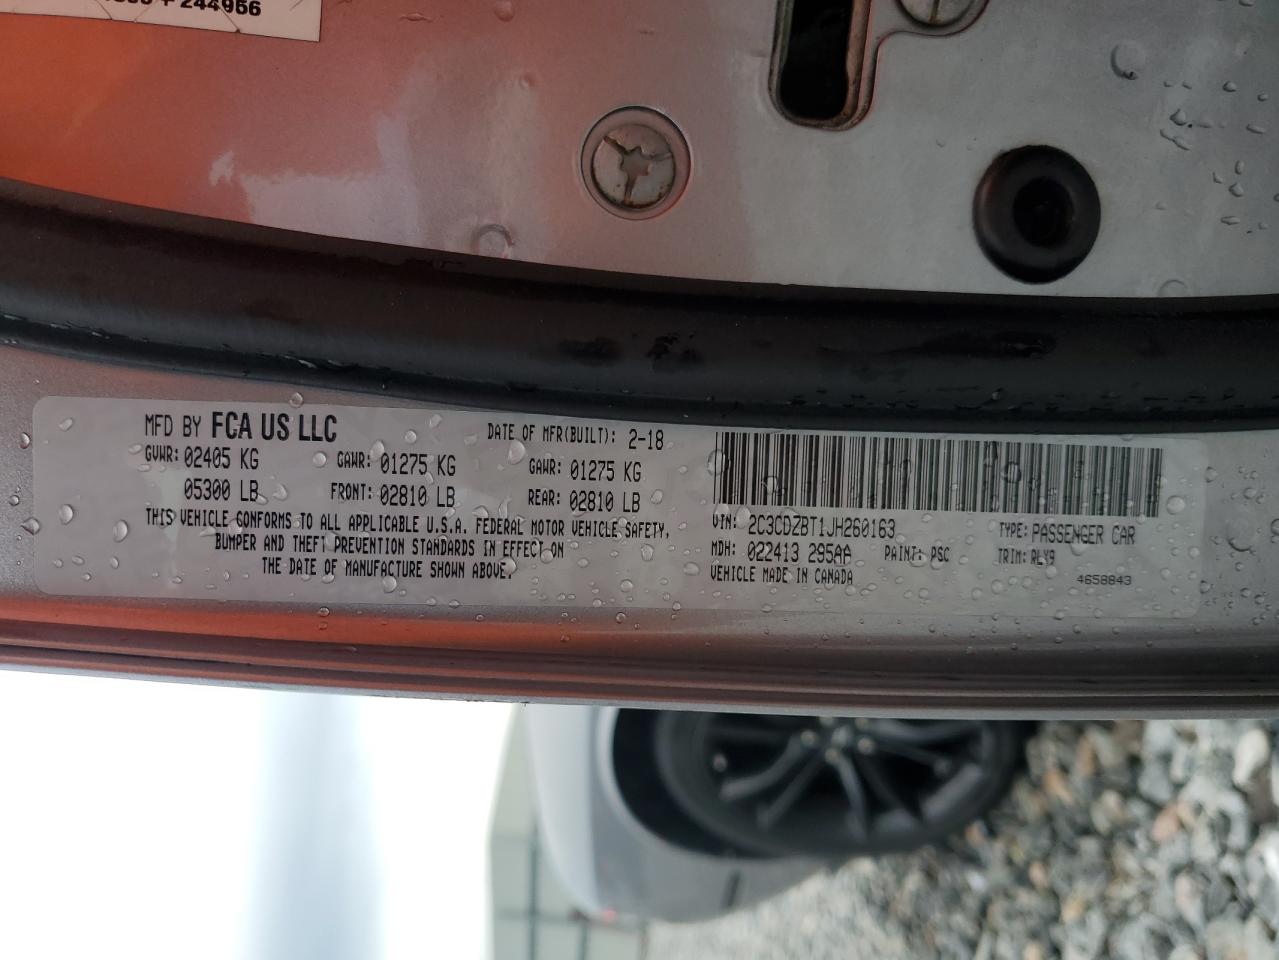 244956
MFD BY FCA US LLC DATE OF MFR(BUILT): 2-18
GVWR: 02405 KG GAWR: 01275 KG GAWR: 01275 KG
05300 LB FRONT: 02810 LB REAR: 02810 LB
THIS VEHICLE CONFORMS TO ALL APPLICABLE U.S.A. FEDERAL MOTOR VEHICLE SAFETY,
BUMPER AND THEFT PREVENTION STANDARDS IN EFFECT ON
THE DATE OF MANUFACTURE SHOWN ABOVE.
VIN: 2C3CDZBT1JH260163 TYPE: PASSENGER CAR
MDH: 022413 295AA PAINT: PSC TRIM: RLY9
VEHICLE MADE IN CANADA 4658843